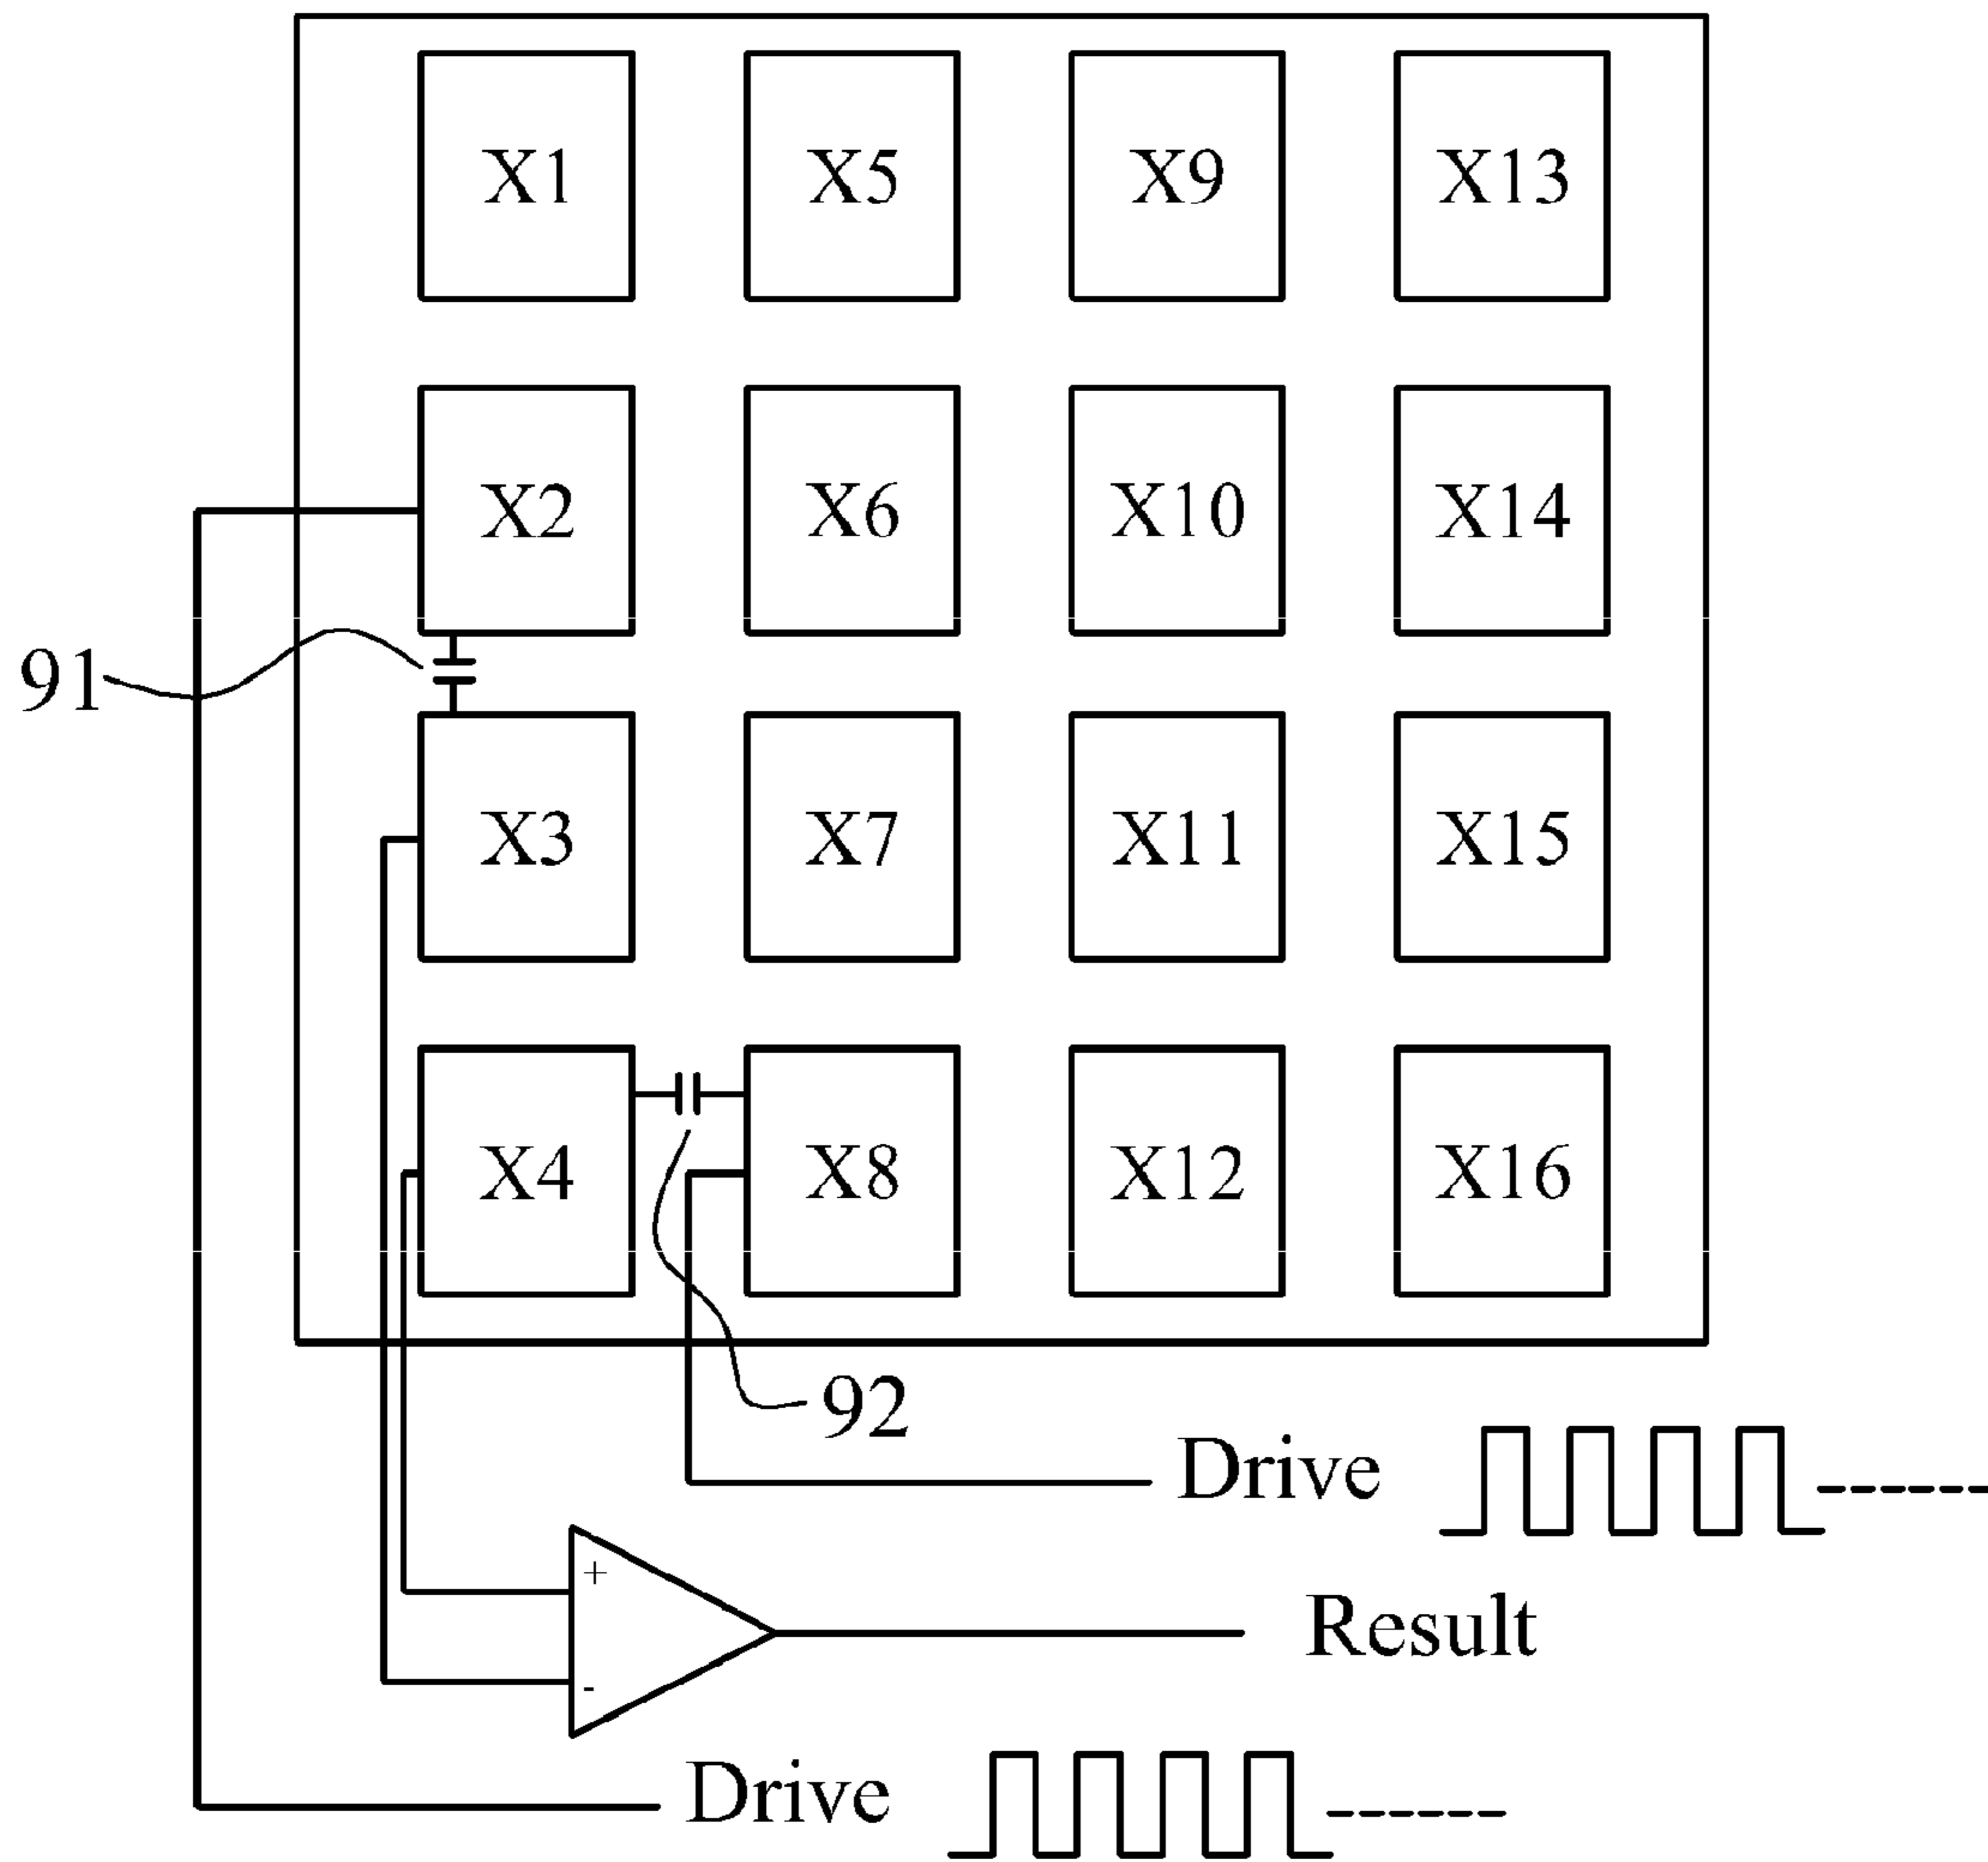 X1 X5 X9 X13
X2 X6 X10 X14
91
X3 X7 X11 X15
X4 X8 X12 X16
92
Drive
+
Result
-
Drive